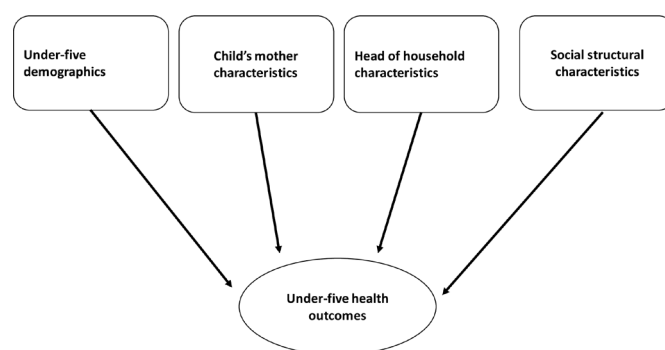 Under-five
demographics
Child's mother
characteristics
Head of household
characteristics
Social structural
characteristics
Under-five health
outcomes